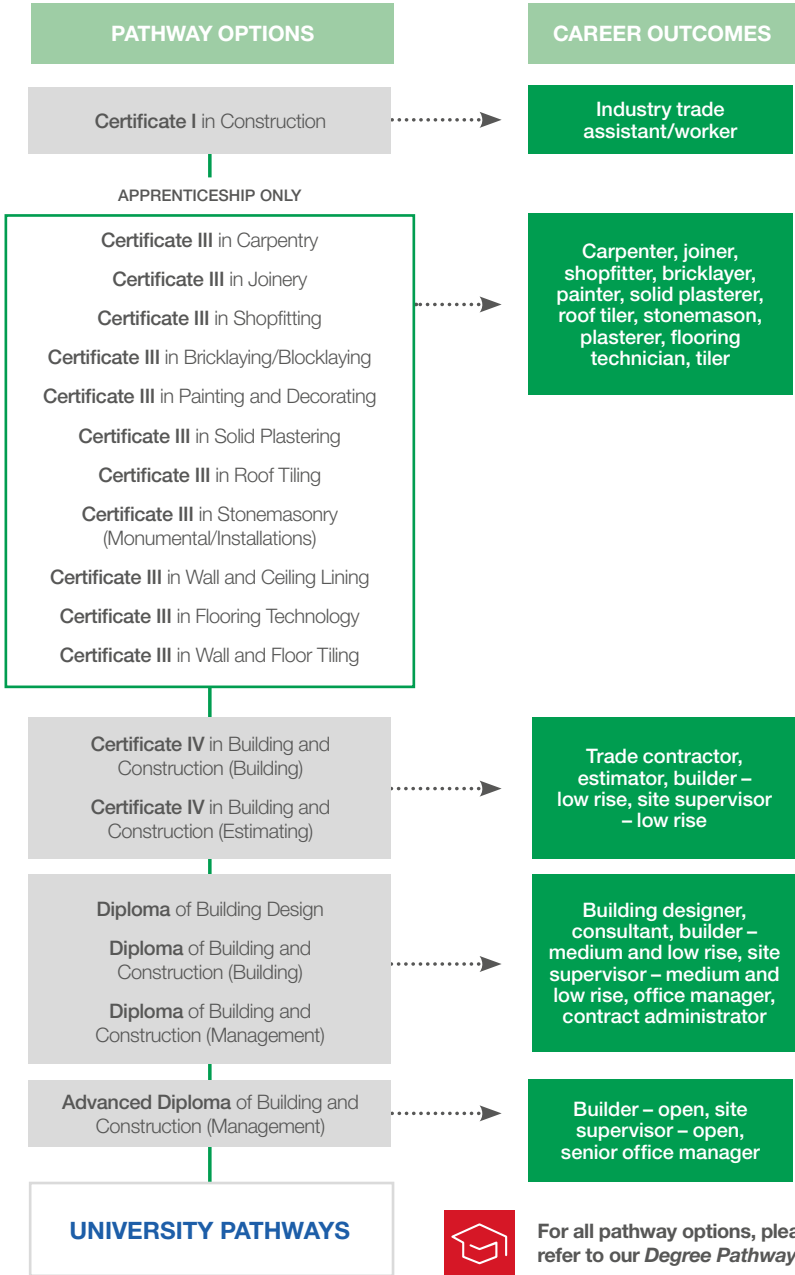 PATHWAY OPTIONS
CAREER OUTCOMES
Certificate I in Construction
Industry trade
assistant/worker
APPRENTICESHIP ONLY
Certificate III in Carpentry
Certificate III in Joinery
Certificate III in Shopfitting
Certificate III in Bricklaying/Blocklaying
Certificate III in Painting and Decorating
Certificate III in Solid Plastering
Certificate III in Roof Tiling
Certificate III in Stonemasonry
(Monumental/Installations)
Certificate III in Wall and Ceiling Lining
Certificate III in Flooring Technology
Certificate III in Wall and Floor Tiling
Carpenter, joiner,
shopfitter, bricklayer,
painter, solid plasterer,
roof tiler, stonemason,
plasterer, flooring
technician, tiler
Certificate IV in Building and
Construction (Building)
Certificate IV in Building and
Construction (Estimating)
Trade contractor,
estimator, builder –
low rise, site supervisor
– low rise
Diploma of Building Design
Diploma of Building and
Construction (Building)
Diploma of Building and
Construction (Management)
Building designer,
consultant, builder –
medium and low rise, site
supervisor – medium and
low rise, office manager,
contract administrator
Advanced Diploma of Building and
Construction (Management)
Builder – open, site
supervisor – open,
senior office manager
UNIVERSITY PATHWAYS
For all pathway options,
refer to our Degree